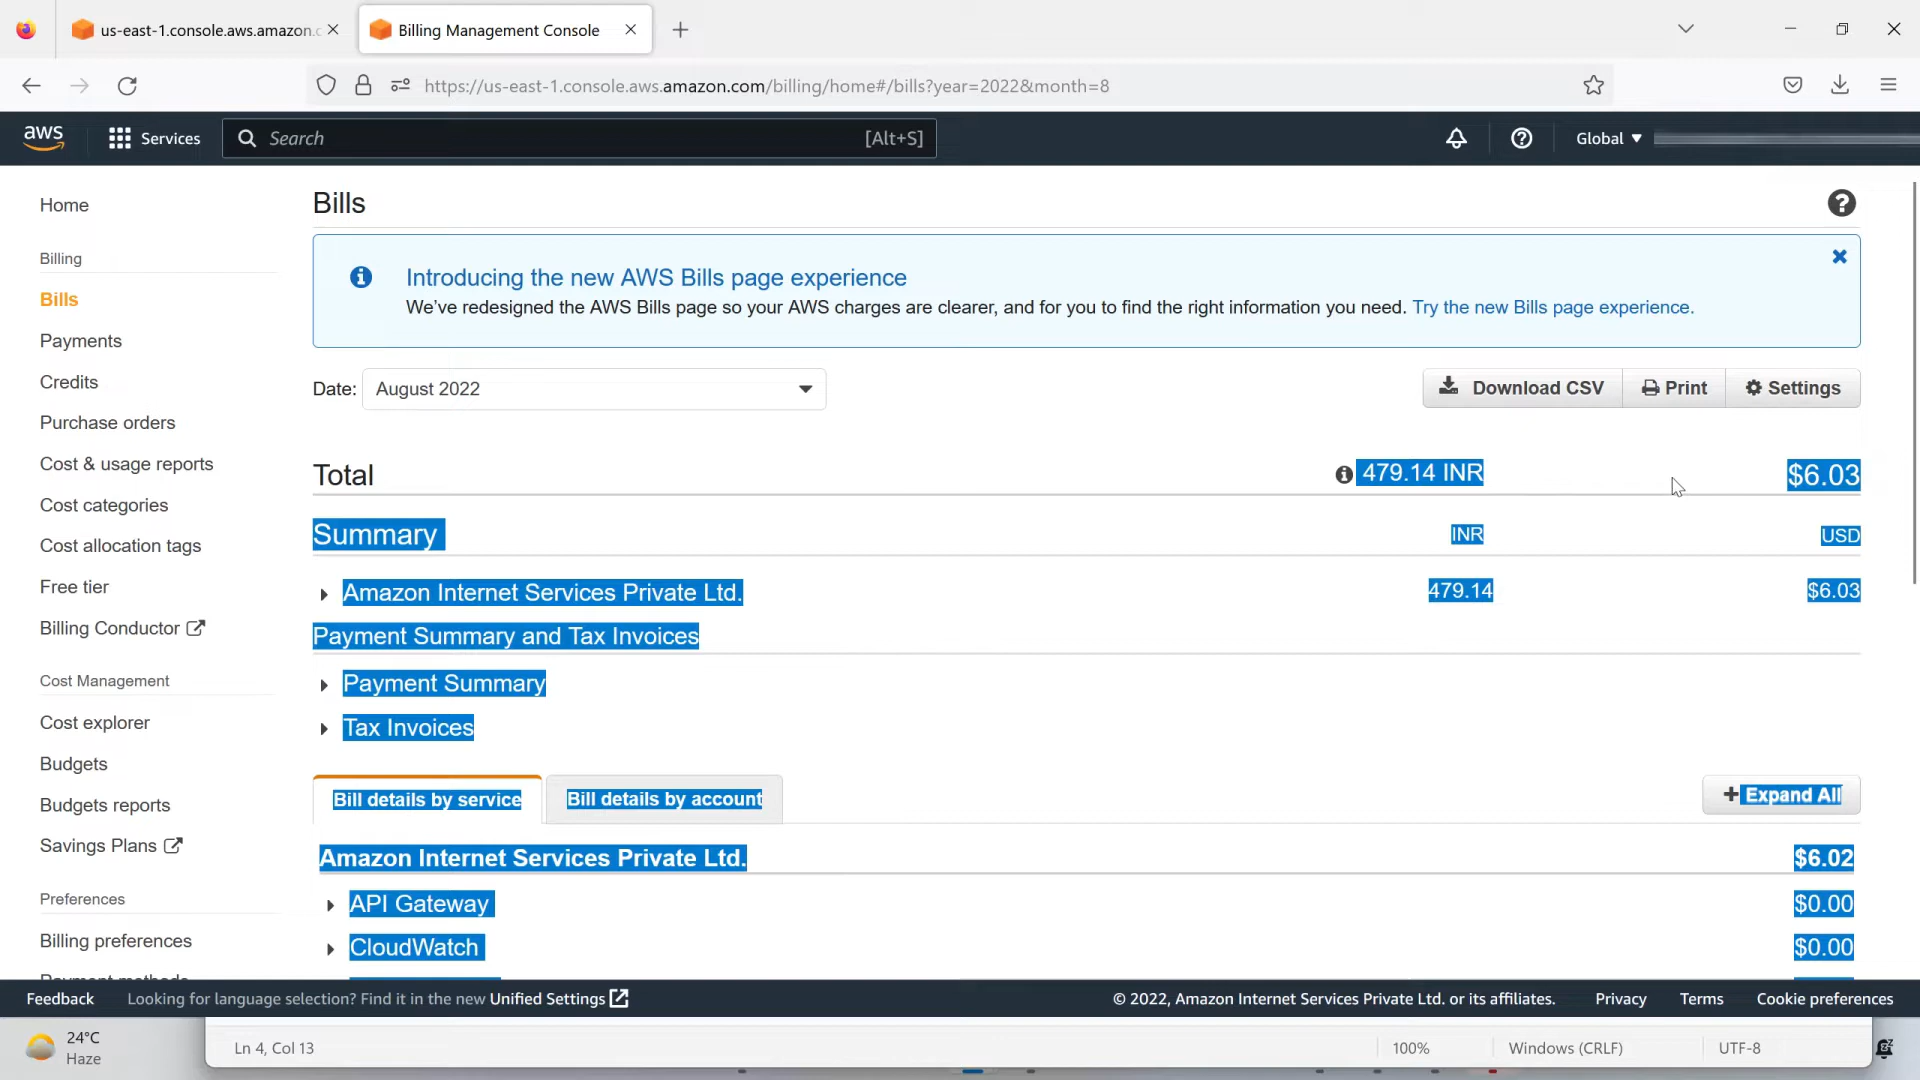 us-east-1.console.aws.amazon.c
Billing Management Console
https://us-east-1.console.aws.amazon.com/billing/home#/bills?year=2022&month=8
aws
Services
Search
[Alt+S]
Global
Home
Billing
Bills
Payments
Credits
Purchase orders
Cost & usage reports
Cost categories
Cost allocation tags
Free tier
Billing Conductor
Cost Management
Cost explorer
Budgets
Budgets reports
Savings Plans
Preferences
Billing preferences
Payment methods
Bills
Introducing the new AWS Bills page experience
We've redesigned the AWS Bills page so your AWS charges are clearer, and for you to find the right information you need. Try the new Bills page experience.
Date: August 2022
Download CSV
Print
Settings
Total 479.14 INR $6.03
Summary INR USD
Amazon Internet Services Private Ltd. 479.14 $6.03
Payment Summary and Tax Invoices
Payment Summary
Tax Invoices
Bill details by service
Bill details by account
+ Expand All
Amazon Internet Services Private Ltd. $6.02
API Gateway $0.00
CloudWatch $0.00
Feedback
Looking for language selection? Find it in the new Unified Settings
© 2022, Amazon Internet Services Private Ltd. or its affiliates.
Privacy
Terms
Cookie preferences
24°C
Haze
Ln 4, Col 13
100%
Windows (CRLF)
UTF-8